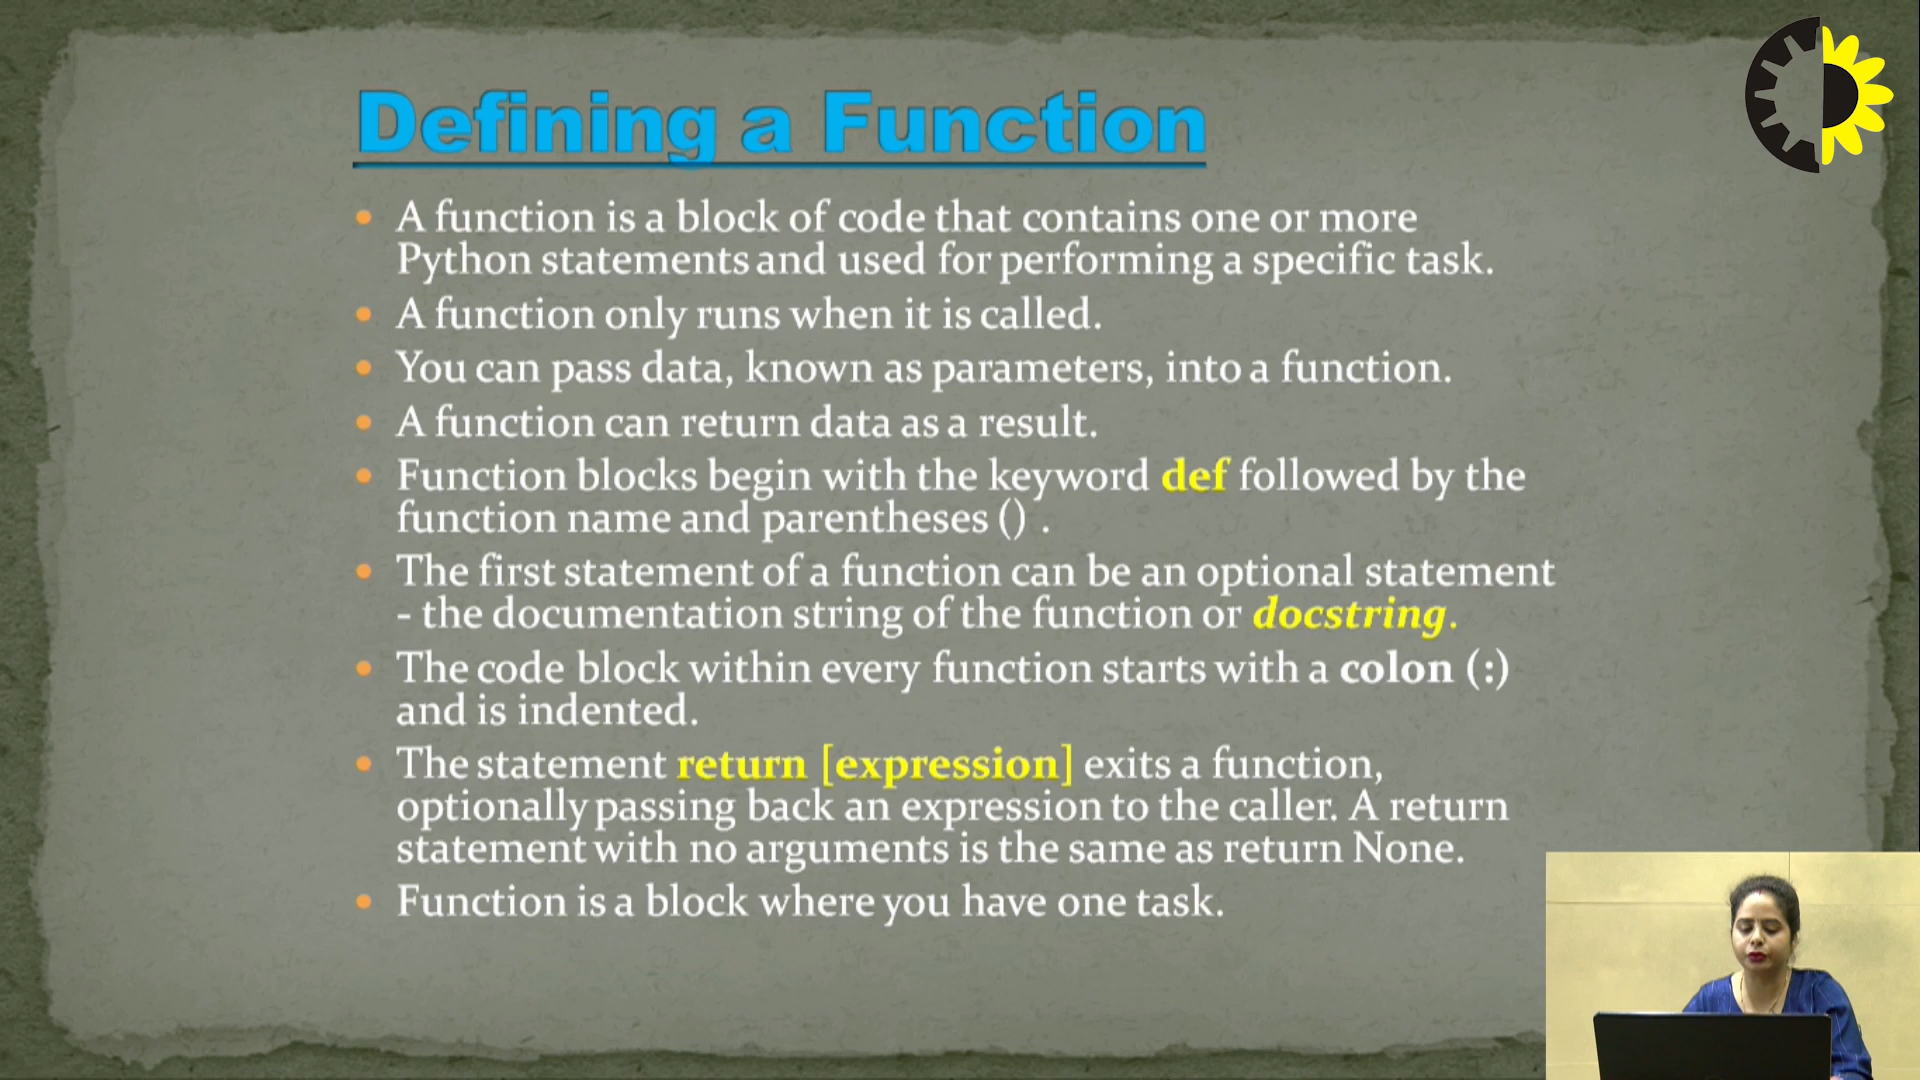 Defining a Function
• A function is a block of code that contains one or more
Python statements and used for performing a specific task.
• A function only runs when it is called.
• You can pass data, known as parameters, into a function.
• A function can return data as a result.
• Function blocks begin with the keyword def followed by the
function name and parentheses () .
• The first statement of a function can be an optional statement
- the documentation string of the function or docstring.
• The code block within every function starts with a colon (:)
and is indented.
• The statement return [expression] exits a function,
optionally passing back an expression to the caller. A return
statement with no arguments is the same as return None.
• Function is a block where you have one task.